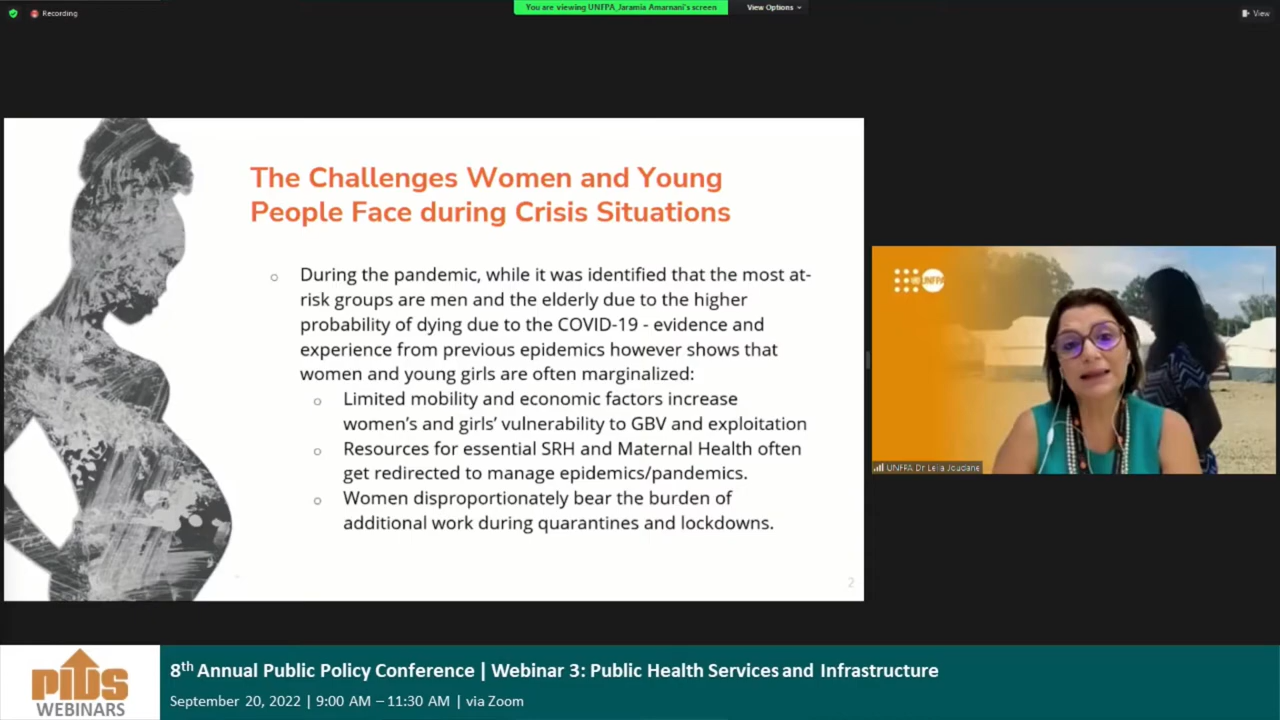 Recording
You are viewing UNFPA_Jaramia Amarnani's screen
View Options
View
The Challenges Women and Young
People Face during Crisis Situations
During the pandemic, while it was identified that the most at-
risk groups are men and the elderly due to the higher
probability of dying due to the COVID-19 - evidence and
experience from previous epidemics however shows that
women and young girls are often marginalized:
Limited mobility and economic factors increase
women's and girls' vulnerability to GBV and exploitation
Resources for essential SRH and Maternal Health often
get redirected to manage epidemics/pandemics.
Women disproportionately bear the burden of
additional work during quarantines and lockdowns.
2
UNFPA
UNFPA Dr Leila Joudane
PIDS
WEBINARS
8th Annual Public Policy Conference | Webinar 3: Public Health Services and Infrastructure
September 20, 2022 | 9:00 AM – 11:30 AM | via Zoom